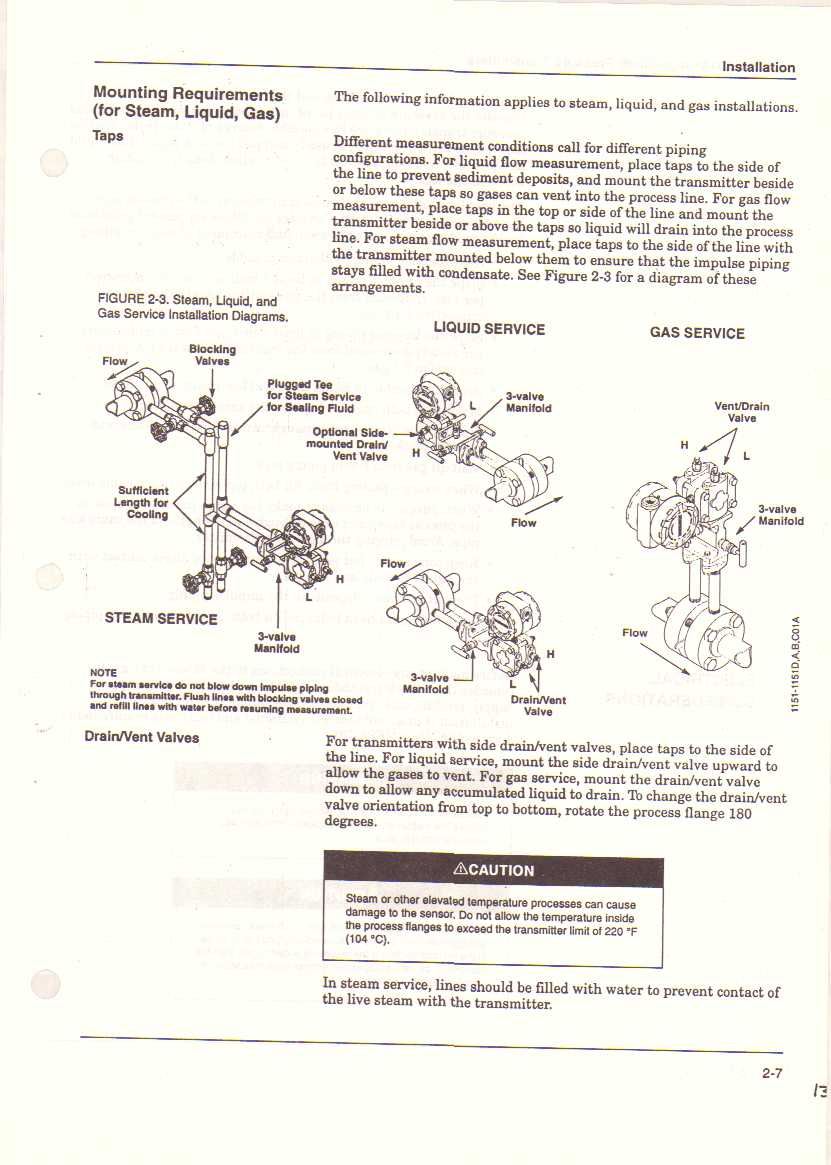 Installation
Mounting Requirements
(for Steam, Liquid, Gas)
The following information applies to steam, liquid, and gas installations.
Taps
Different measurement conditions call for different piping
configurations. For liquid flow measurement, place taps to the side of
the line to prevent sediment deposits, and mount the transmitter beside
or below these taps so gases can vent into the process line. For gas flow
measurement, place taps in the top or side of the line and mount the
transmitter beside or above the taps so liquid will drain into the process
line. For steam flow measurement, place taps to the side of the line with
the transmitter mounted below them to ensure that the impulse piping
stays filled with condensate. See Figure 2-3 for a diagram of these
arrangements.
FIGURE 2-3. Steam, Liquid, and
Gas Service Installation Diagrams.
LIQUID SERVICE
GAS SERVICE
Flow
Blocking
Valves
Plugged Tee
for Steam Service
for Sealing Fluid
Optional Side-
mounted Drain/
Vent Valve
L
H
3-valve
Manifold
Flow
Vent/Drain
Valve
H
L
3-valve
Manifold
Flow
Sufficient
Length for
Cooling
H
L
STEAM SERVICE
3-valve
Manifold
Flow
H
L
3-valve
Manifold
Drain/Vent
Valve
1151-1151D,A,B,C01A
NOTE
For steam service do not blow down impulse piping
through transmitter. Flush lines with blocking valves closed
and refill lines with water before resuming measurement.
Drain/Vent Valves
For transmitters with side drain/vent valves, place taps to the side of
the line. For liquid service, mount the side drain/vent valve upward to
allow the gases to vent. For gas service, mount the drain/vent valve
down to allow any accumulated liquid to drain. To change the drain/vent
valve orientation from top to bottom, rotate the process flange 180
degrees.
⚠CAUTION
Steam or other elevated temperature processes can cause
damage to the sensor. Do not allow the temperature inside
the process flanges to exceed the transmitter limit of 220 °F
(104 °C).
In steam service, lines should be filled with water to prevent contact of
the live steam with the transmitter.
2-7
13